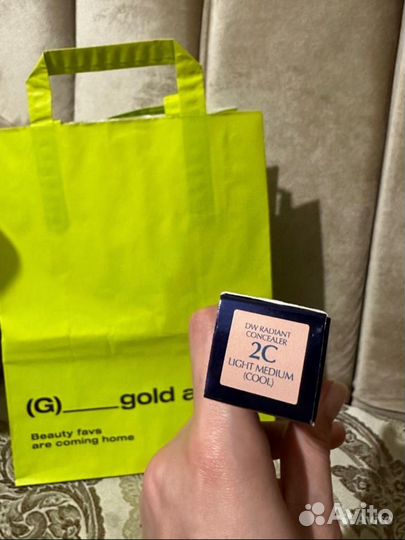 DW RADIANT
CONCEALER
2C
LIGHT MEDIUM
(COOL)
(G)____gold a
Beauty favs
are coming home
Avito